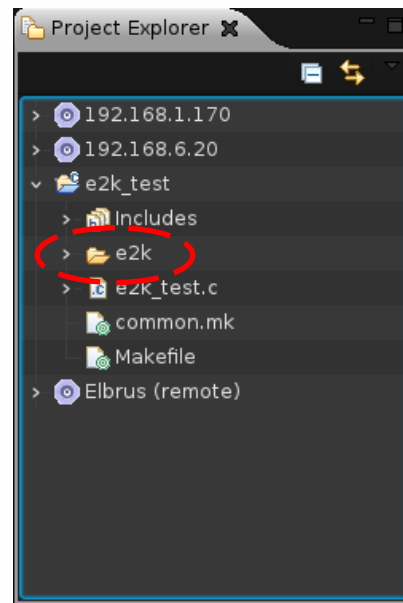 Project Explorer
192.168.1.170
192.168.6.20
e2k_test
Includes
e2k
e2k_test.c
common.mk
Makefile
Elbrus (remote)